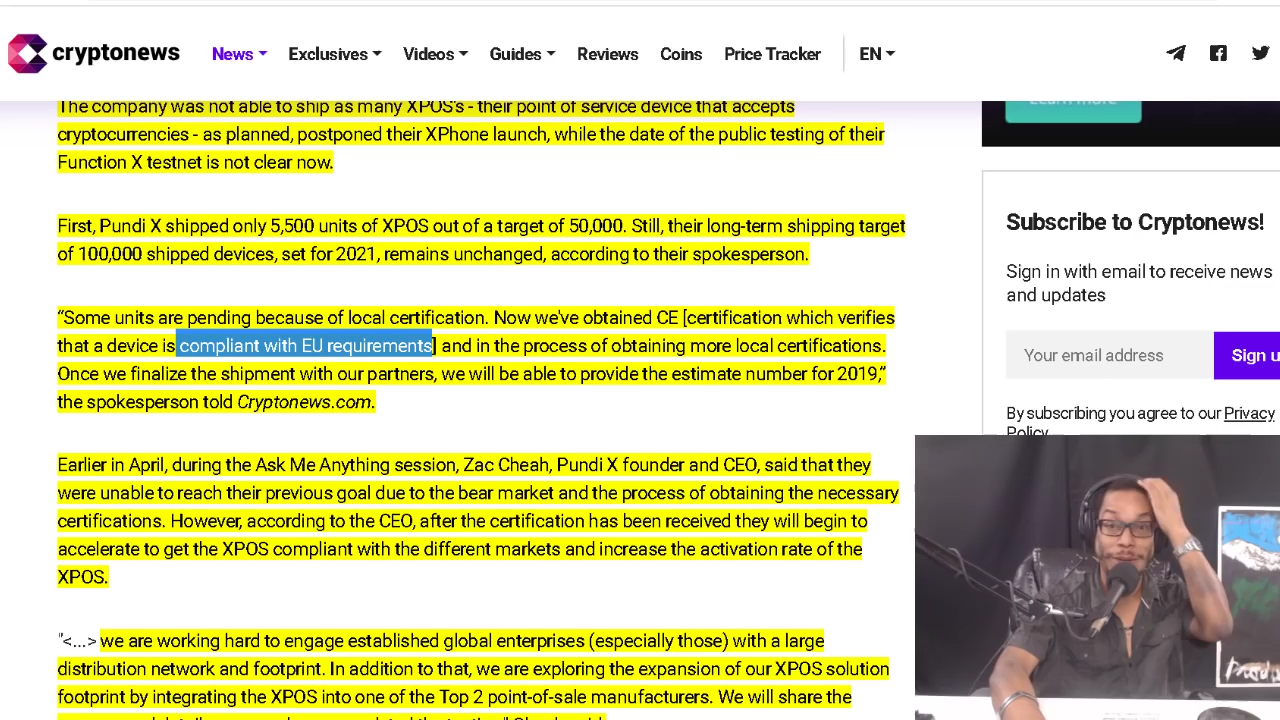 cryptonews News Exclusives Videos Guides Reviews Coins Price Tracker EN
The company was not able to ship as many XPOS's - their point of service device that accepts
cryptocurrencies - as planned, postponed their XPhone launch, while the date of the public testing of their
Function X testnet is not clear now.
First, Pundi X shipped only 5,500 units of XPOS out of a target of 50,000. Still, their long-term shipping target
of 100,000 shipped devices, set for 2021, remains unchanged, according to their spokesperson.
“Some units are pending because of local certification. Now we've obtained CE [certification which verifies
that a device is compliant with EU requirements] and in the process of obtaining more local certifications.
Once we finalize the shipment with our partners, we will be able to provide the estimate number for 2019,”
the spokesperson told Cryptonews.com.
Earlier in April, during the Ask Me Anything session, Zac Cheah, Pundi X founder and CEO, said that they
were unable to reach their previous goal due to the bear market and the process of obtaining the necessary
certifications. However, according to the CEO, after the certification has been received they will begin to
accelerate to get the XPOS compliant with the different markets and increase the activation rate of the
XPOS.
"<...> we are working hard to engage established global enterprises (especially those) with a large
distribution network and footprint. In addition to that, we are exploring the expansion of our XPOS solution
footprint by integrating the XPOS into one of the Top 2 point-of-sale manufacturers. We will share the
Learn more
Subscribe to Cryptonews!
Sign in with email to receive news
and updates
Your email address
Sign u
By subscribing you agree to our Privacy
Policy